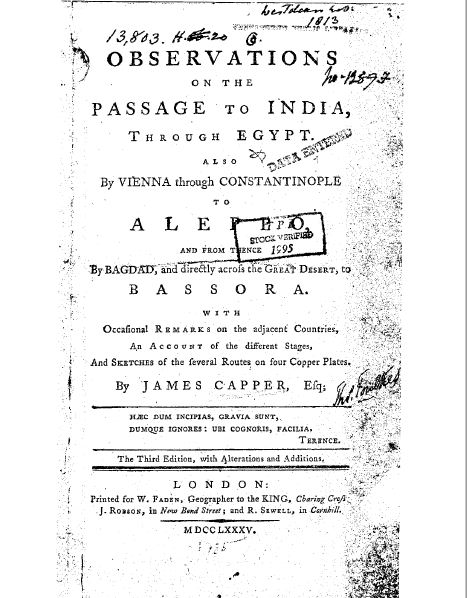 1813
13,803. H. 20
OBSERVATIONS
ON THE
No-12897
PASSAGE TO INDIA,
THROUGH EGYPT.
DATA ENTERED
ALSO
By VIENNA through CONSTANTINOPLE
TO
ALEPPO,
STOCK VERIFIED
1995
AND FROM THENCE
By BAGDAD, and directly acroſs the GREAT DESERT, to
BASSORA.
WITH
Occaſional REMARKS on the adjacent Countries,
An ACCOUNT of the different Stages,
And SKETCHES of the ſeveral Routes on four Copper Plates.
By JAMES CAPPER, Eſq;
HÆC DUM INCIPIAS, GRAVIA SUNT,
DUMQUE IGNORES: UBI COGNORIS, FACILIA,
TERENCE.
The Third Edition, with Alterations and Additions.
LONDON:
Printed for W. FADEN, Geographer to the KING, Charing Croſs;
J. ROBSON, in New Bond Street; and R. SEWELL, in Cornhill.
MDCCLXXXV.